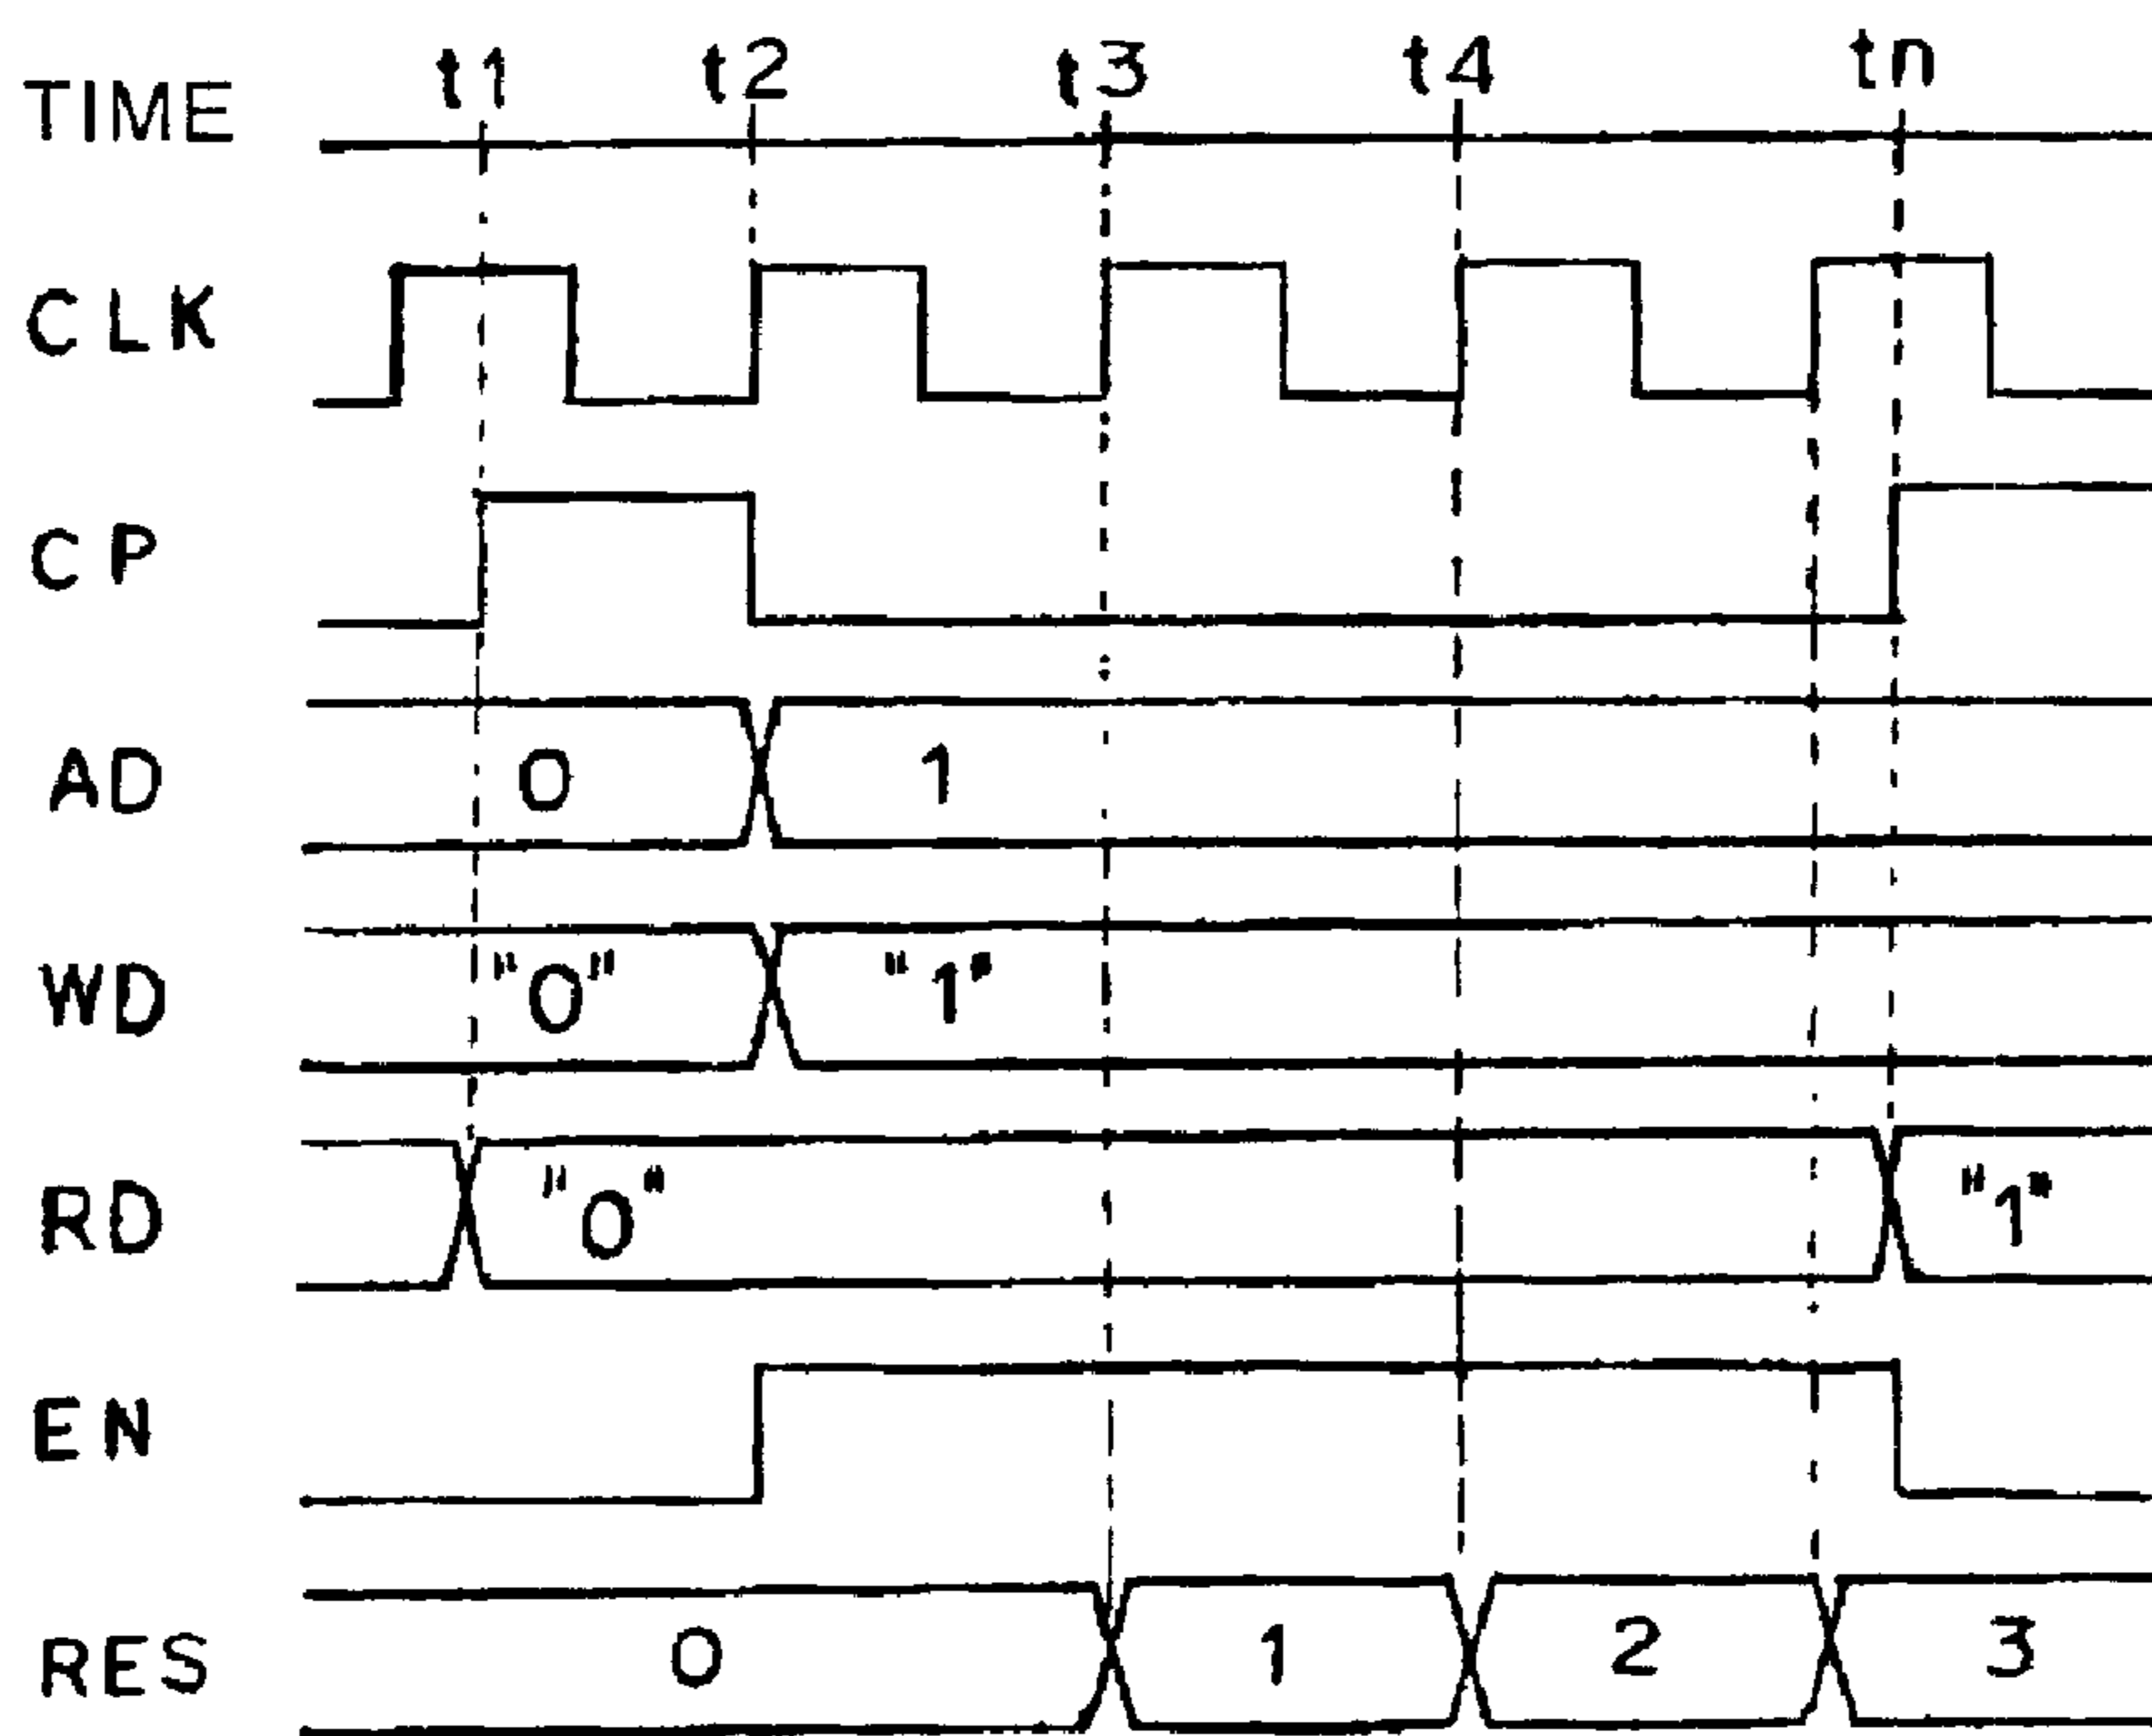 TIME t1 t2 t3 t4 tn
CLK
CP
AD 0 1
WD "0" "1"
RD "0" "1"
EN
RES 0 1 2 3